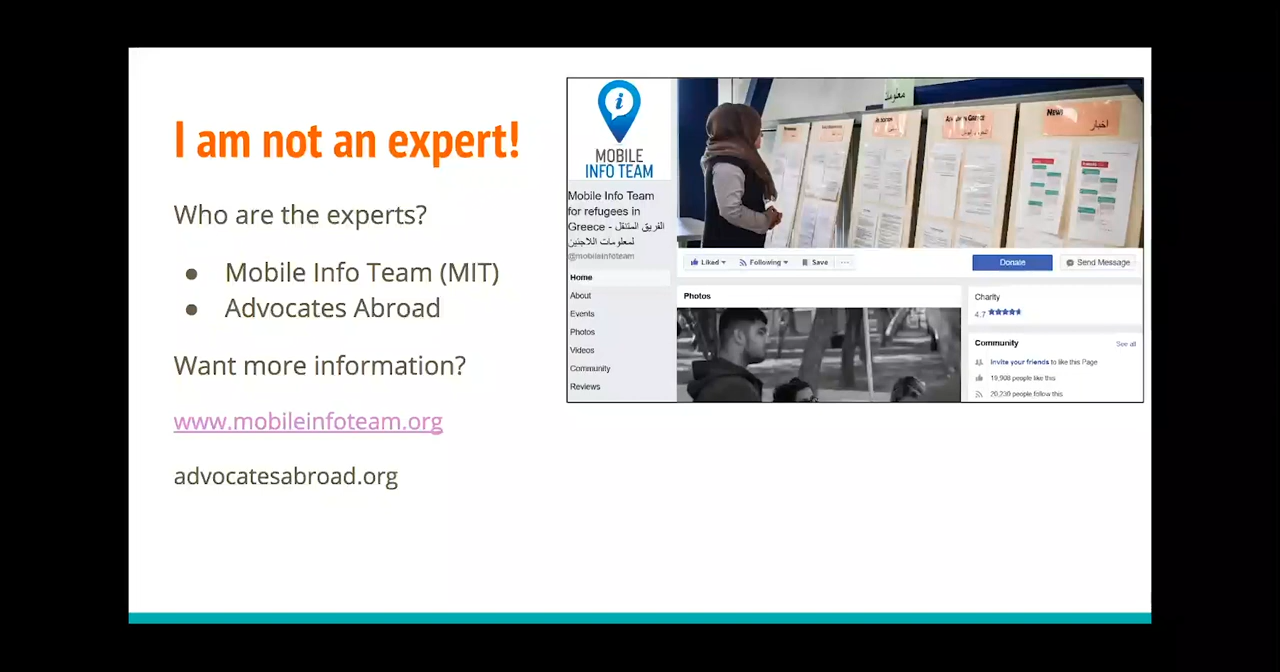 I am not an expert!
Who are the experts?
● Mobile Info Team (MIT)
● Advocates Abroad
Want more information?
www.mobileinfoteam.org
advocatesabroad.org
MOBILE
INFO TEAM
Mobile Info Team
for refugees in
Greece - الفريق المتنقل
لمعلومات اللاجئين
@mobileinfoteam
Home
About
Events
Photos
Videos
Community
Reviews
News
اخبار
Liked
Following
Save
...
Donate
Send Message
Photos
Charity
4.7
Community
See all
Invite your friends to like this Page
19,908 people like this
20,239 people follow this